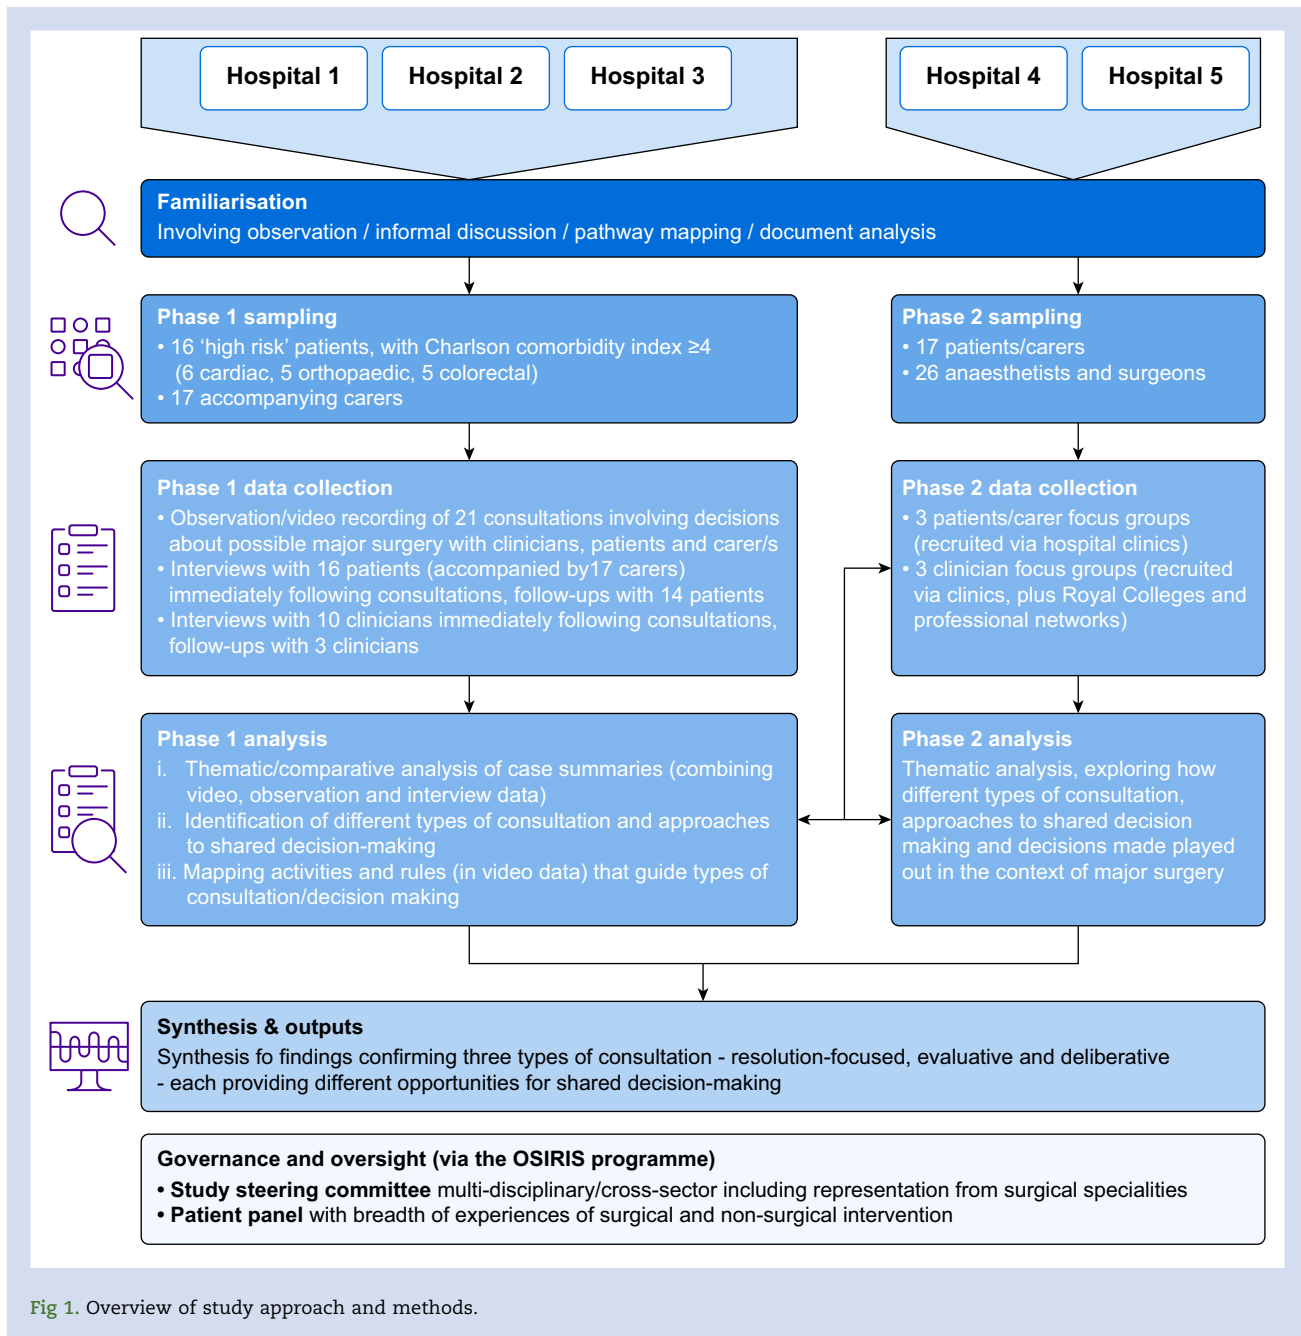 Hospital 1
Hospital 2
Hospital 3
Hospital 4
Hospital 5
Familiarisation
Involving observation / informal discussion / pathway mapping / document analysis
Phase 1 sampling
• 16 ‘high risk’ patients, with Charlson comorbidity index ≥4
(6 cardiac, 5 orthopaedic, 5 colorectal)
• 17 accompanying carers
Phase 2 sampling
• 17 patients/carers
• 26 anaesthetists and surgeons
Phase 1 data collection
• Observation/video recording of 21 consultations involving decisions
about possible major surgery with clinicians, patients and carer/s
• Interviews with 16 patients (accompanied by17 carers)
immediately following consultations, follow-ups with 14 patients
• Interviews with 10 clinicians immediately following consultations,
follow-ups with 3 clinicians
Phase 2 data collection
• 3 patients/carer focus groups
(recruited via hospital clinics)
• 3 clinician focus groups (recruited
via clinics, plus Royal Colleges and
professional networks)
Phase 1 analysis
i. Thematic/comparative analysis of case summaries (combining
video, observation and interview data)
ii. Identification of different types of consultation and approaches
to shared decision-making
iii. Mapping activities and rules (in video data) that guide types of
consultation/decision making
Phase 2 analysis
Thematic analysis, exploring how
different types of consultation,
approaches to shared decision
making and decisions made played
out in the context of major surgery
Synthesis & outputs
Synthesis fo findings confirming three types of consultation - resolution-focused, evaluative and deliberative
- each providing different opportunities for shared decision-making
Governance and oversight (via the OSIRIS programme)
• Study steering committee multi-disciplinary/cross-sector including representation from surgical specialities
• Patient panel with breadth of experiences of surgical and non-surgical intervention
Fig 1. Overview of study approach and methods.